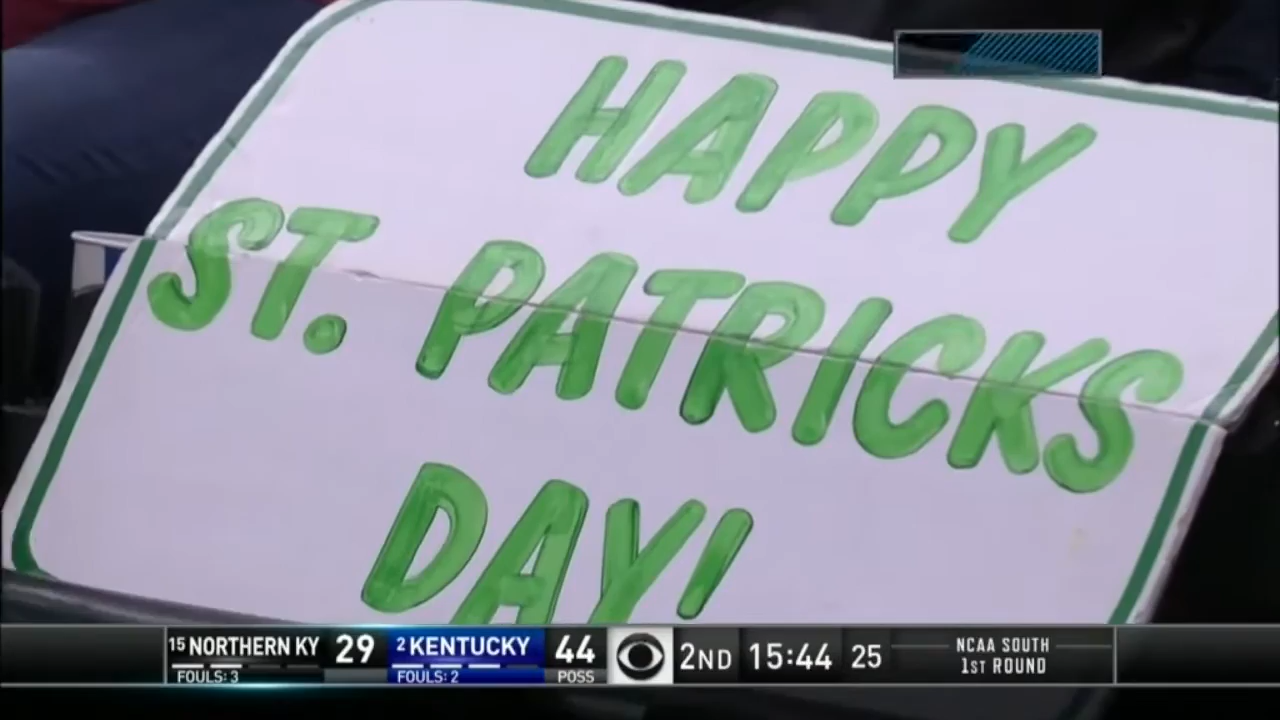 HAPPY
ST. PATRICKS
DAY!
15 NORTHERN KY 29 2 KENTUCKY 44 2ND 15:44 25 NCAA SOUTH
1ST ROUND
FOULS: 3 FOULS: 2 POSS